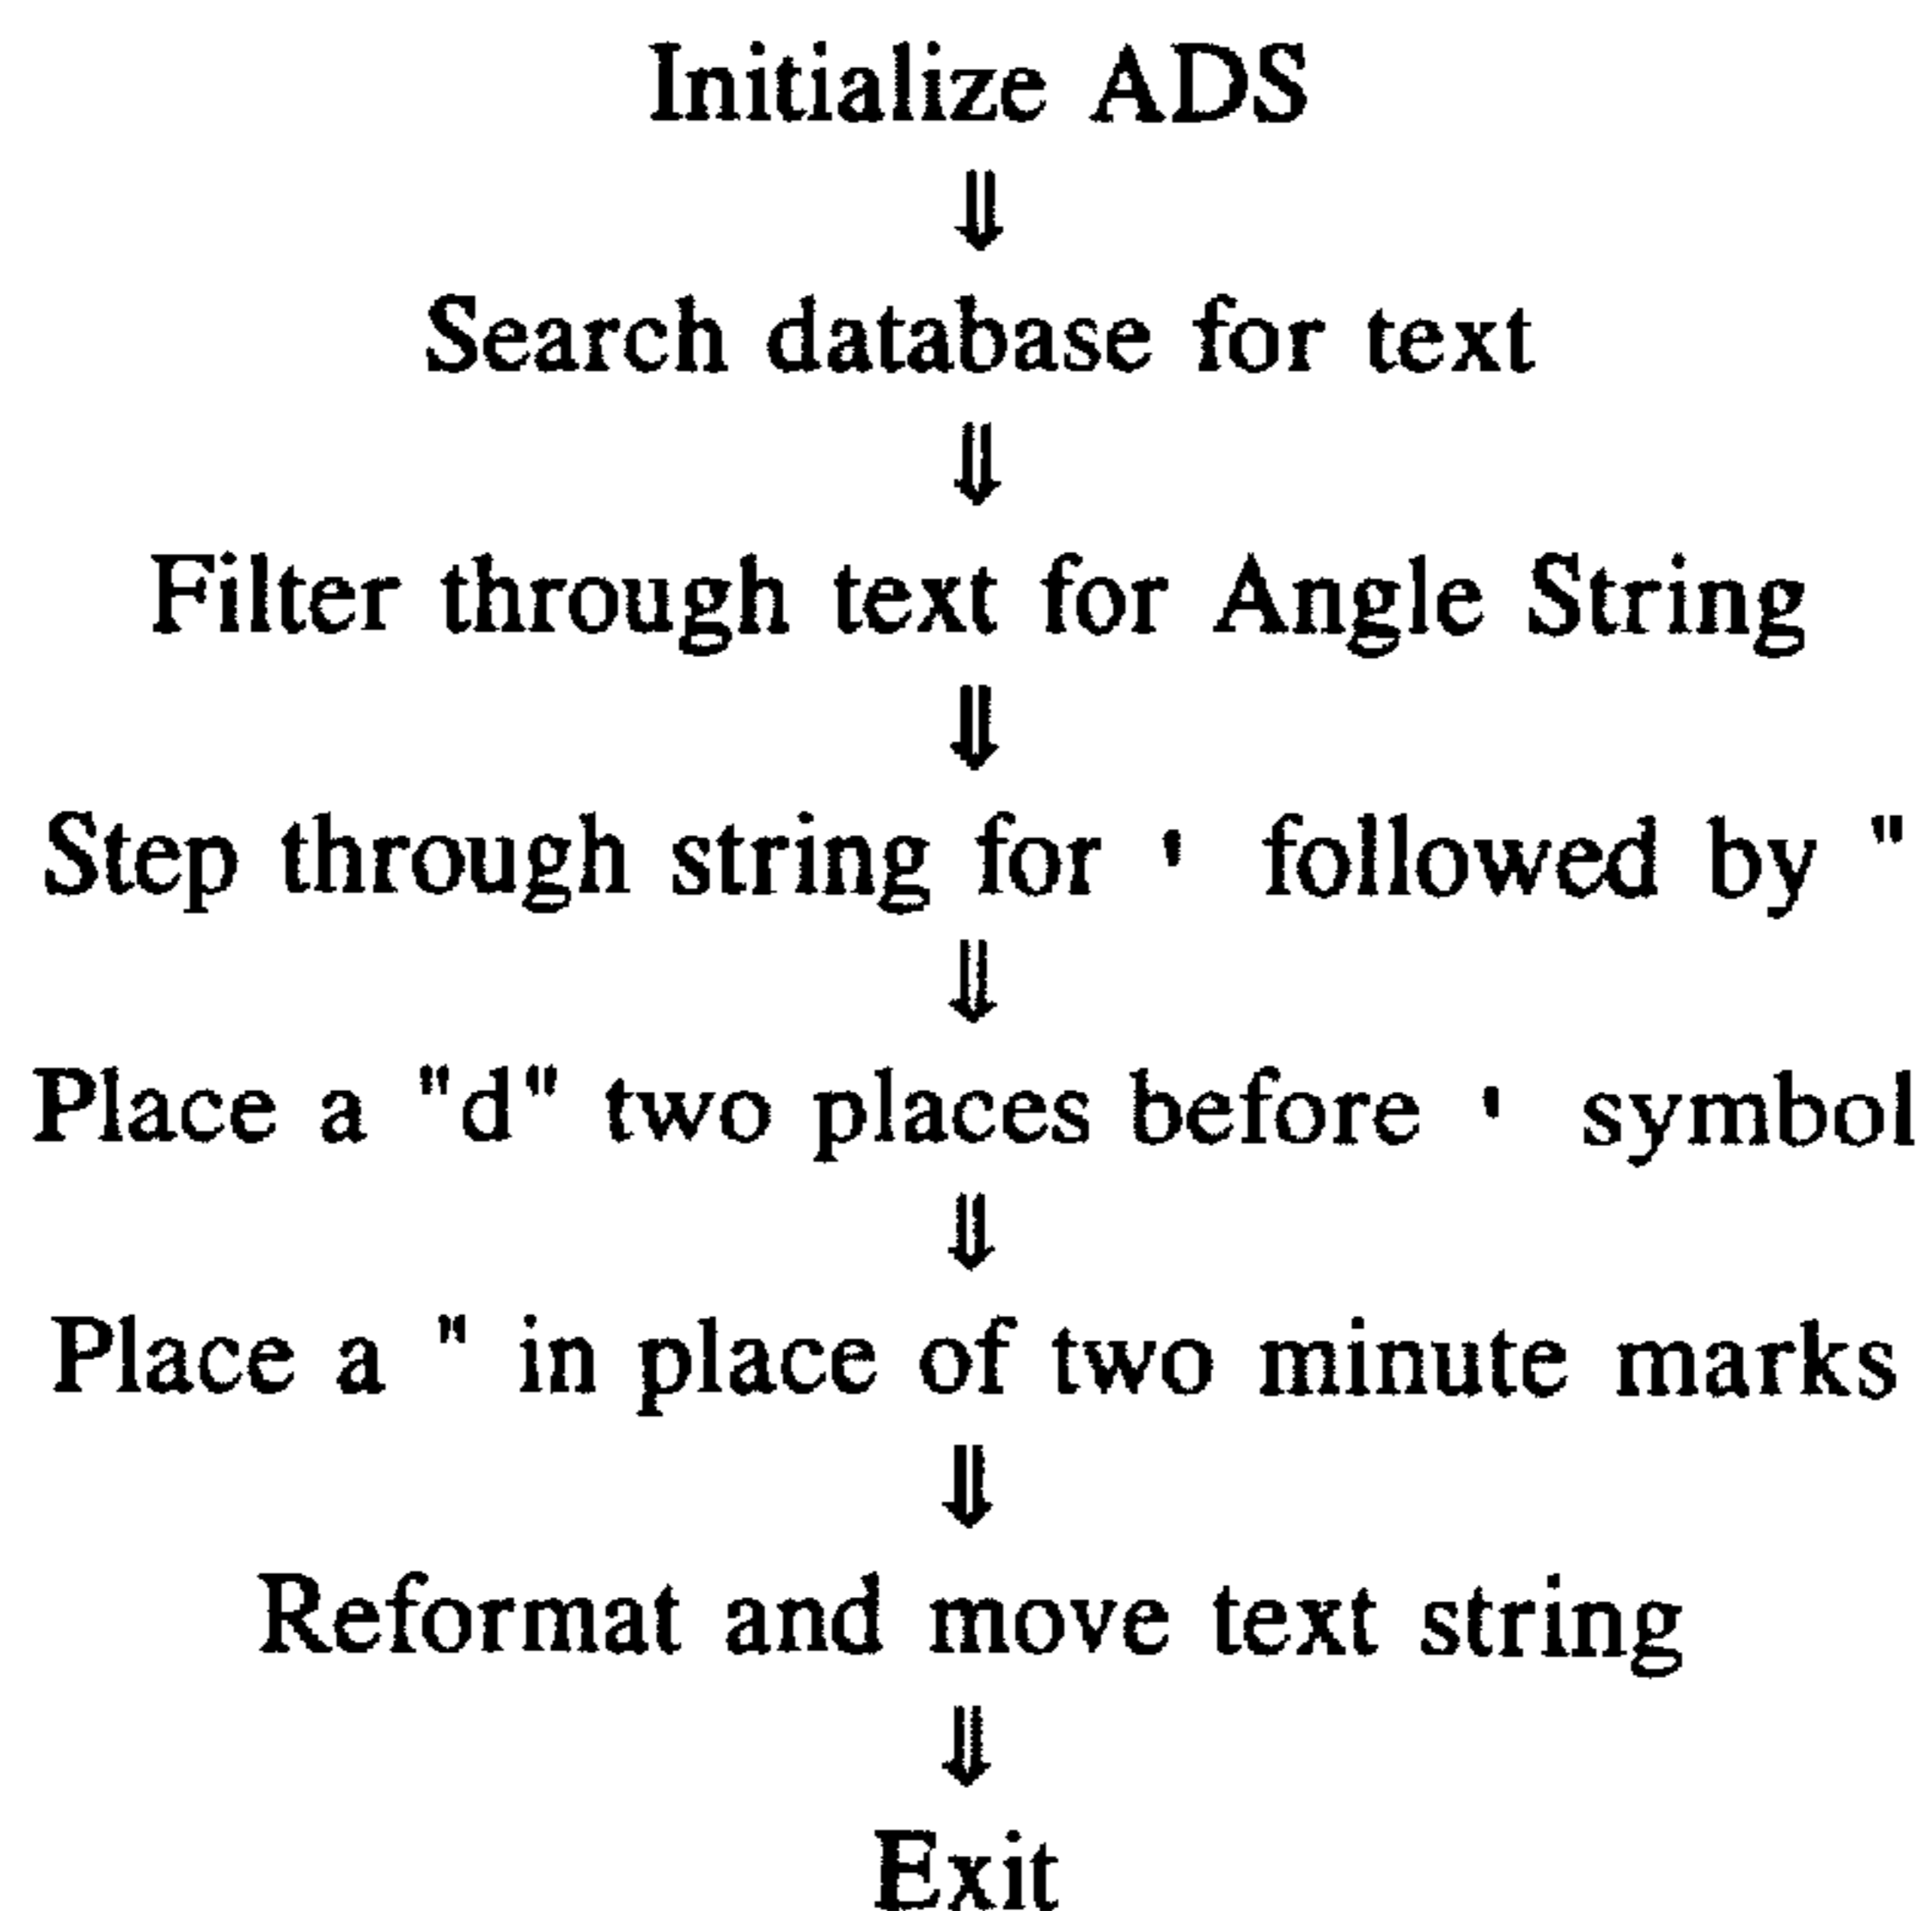 Initialize ADS
⇓
Search database for text
⇓
Filter through text for Angle String
⇓
Step through string for ' followed by "
⇓
Place a "d" two places before ' symbol
⇓
Place a " in place of two minute marks
⇓
Reformat and move text string
⇓
Exit